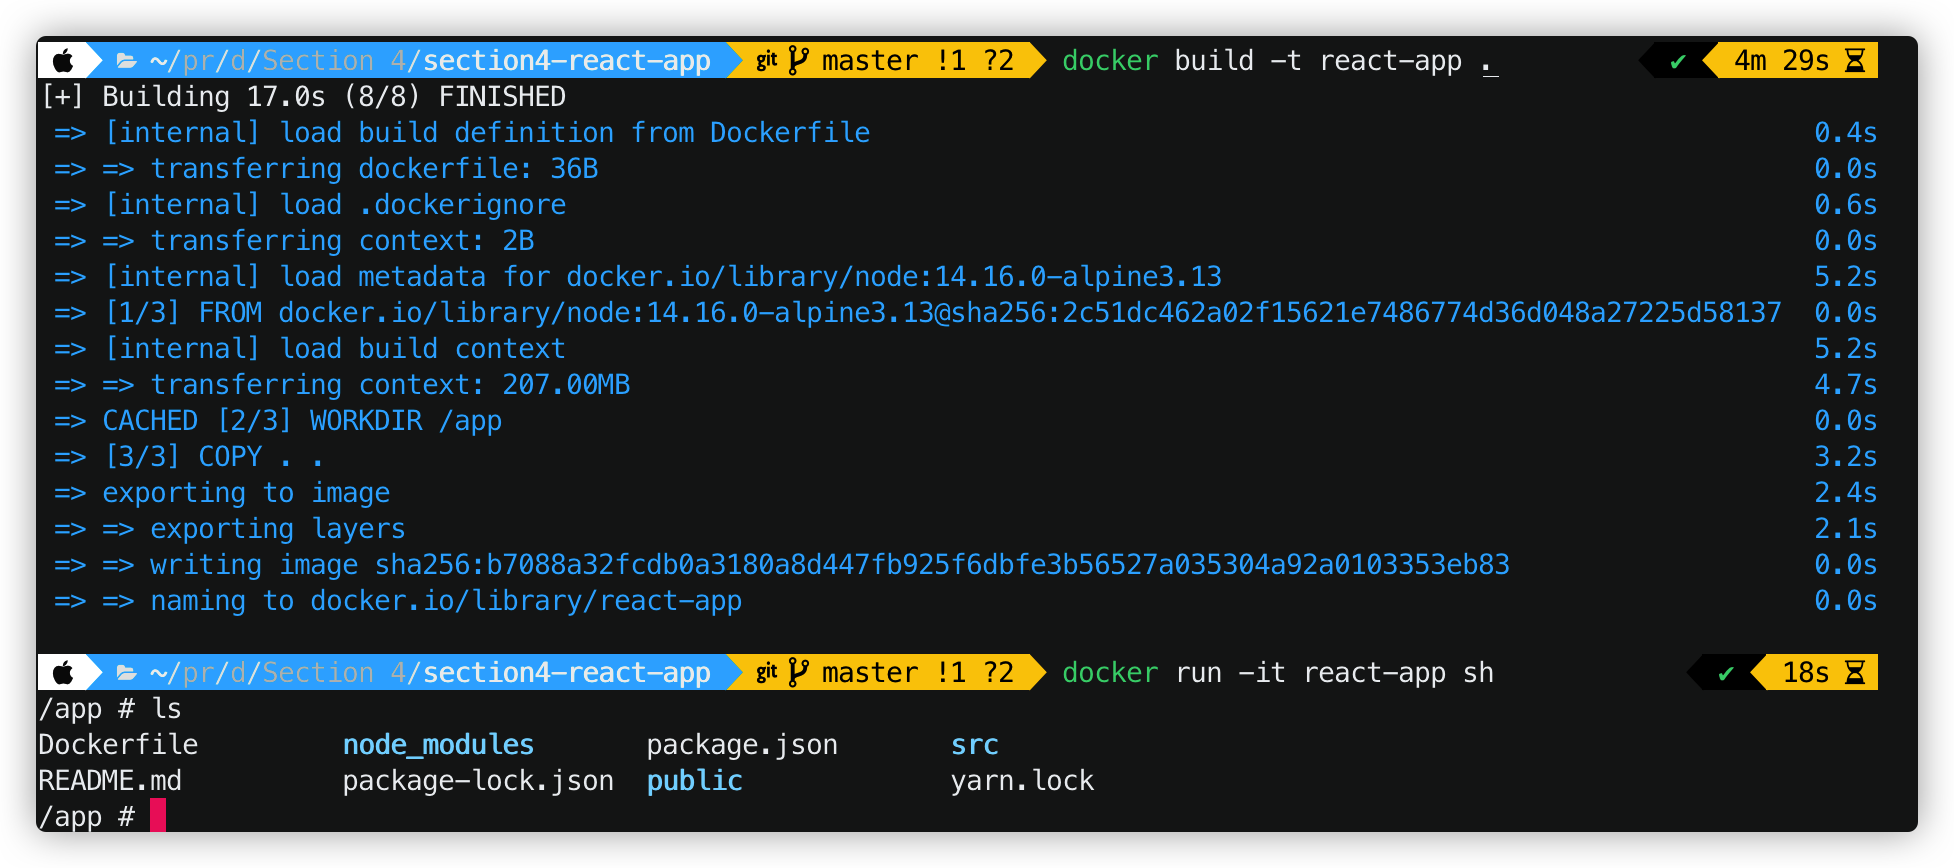 ~/pr/d/Section 4/section4-react-app git master !1 ?2 docker build -t react-app . ✔ 4m 29s
[+] Building 17.0s (8/8) FINISHED
=> [internal] load build definition from Dockerfile 0.4s
=> => transferring dockerfile: 36B 0.0s
=> [internal] load .dockerignore 0.6s
=> => transferring context: 2B 0.0s
=> [internal] load metadata for docker.io/library/node:14.16.0-alpine3.13 5.2s
=> [1/3] FROM docker.io/library/node:14.16.0-alpine3.13@sha256:2c51dc462a02f15621e7486774d36d048a27225d58137 0.0s
=> [internal] load build context 5.2s
=> => transferring context: 207.00MB 4.7s
=> CACHED [2/3] WORKDIR /app 0.0s
=> [3/3] COPY . . 3.2s
=> exporting to image 2.4s
=> => exporting layers 2.1s
=> => writing image sha256:b7088a32fcdb0a3180a8d447fb925f6dbfe3b56527a035304a92a0103353eb83 0.0s
=> => naming to docker.io/library/react-app 0.0s
~/pr/d/Section 4/section4-react-app git master !1 ?2 docker run -it react-app sh ✔ 18s
/app # ls
Dockerfile node_modules package.json src
README.md package-lock.json public yarn.lock
/app #